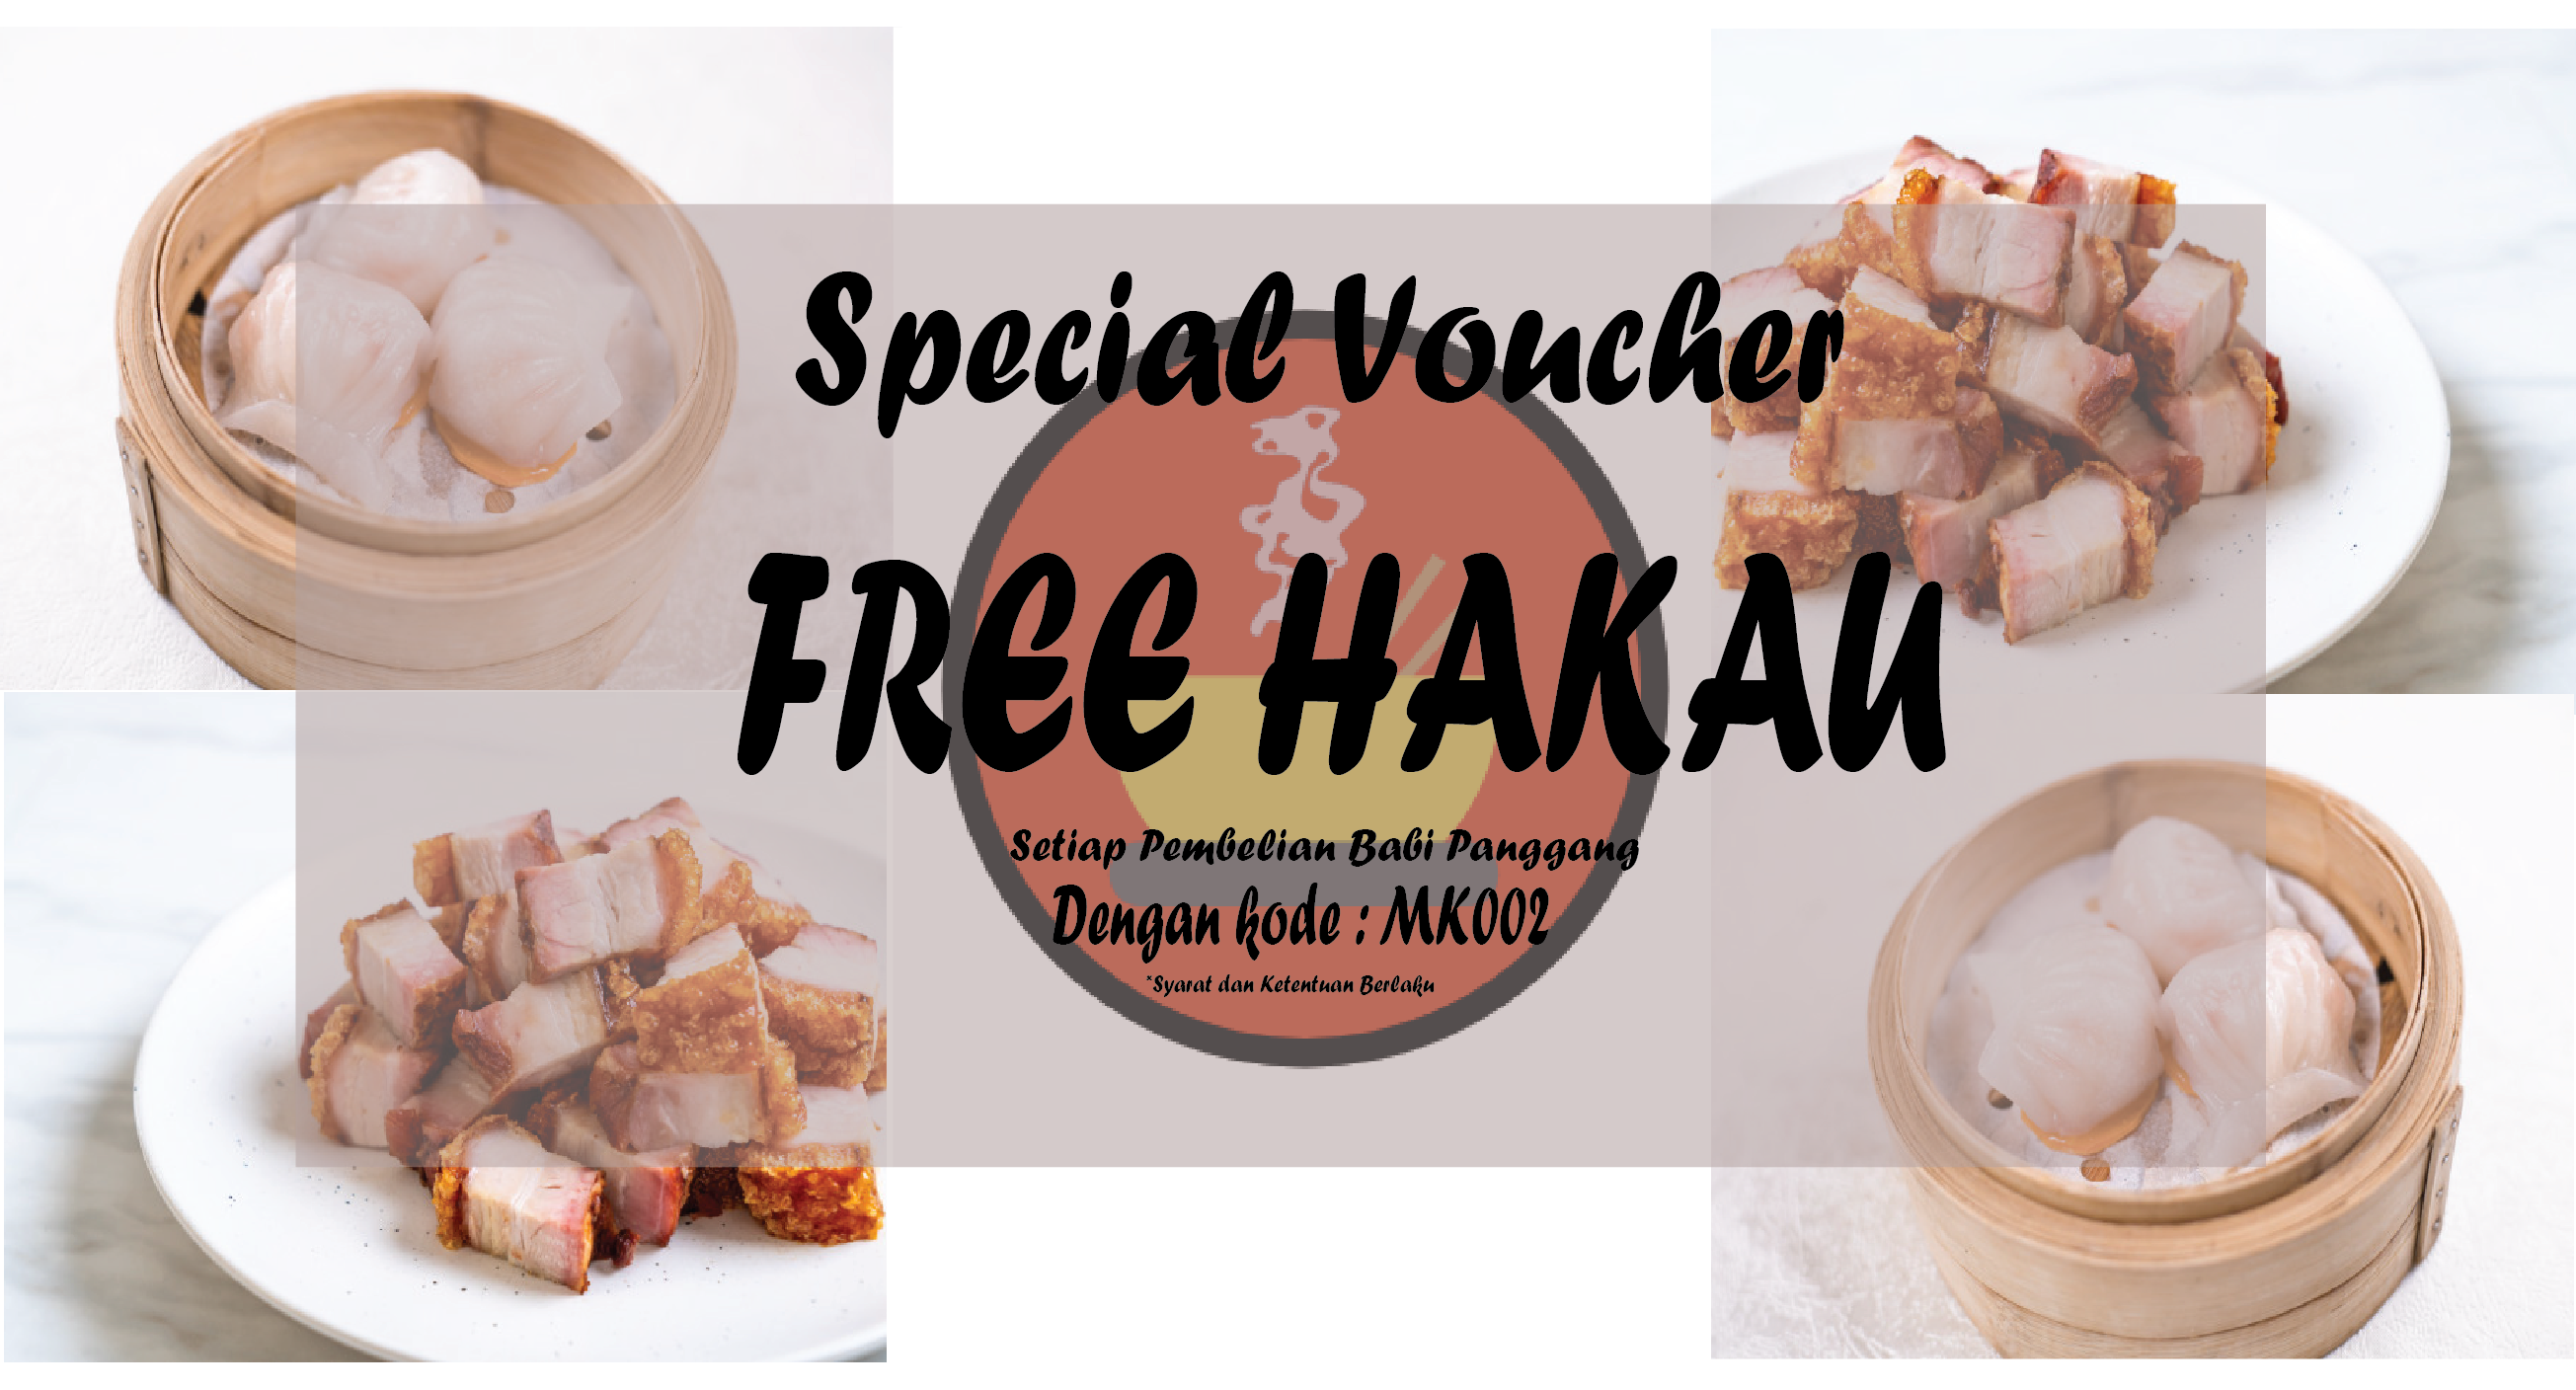 Special Voucher
FREE HAKAU
Setiap Pembelian Babi Panggang
Dengan kode : MK002
*Syarat dan Ketentuan Berlaku